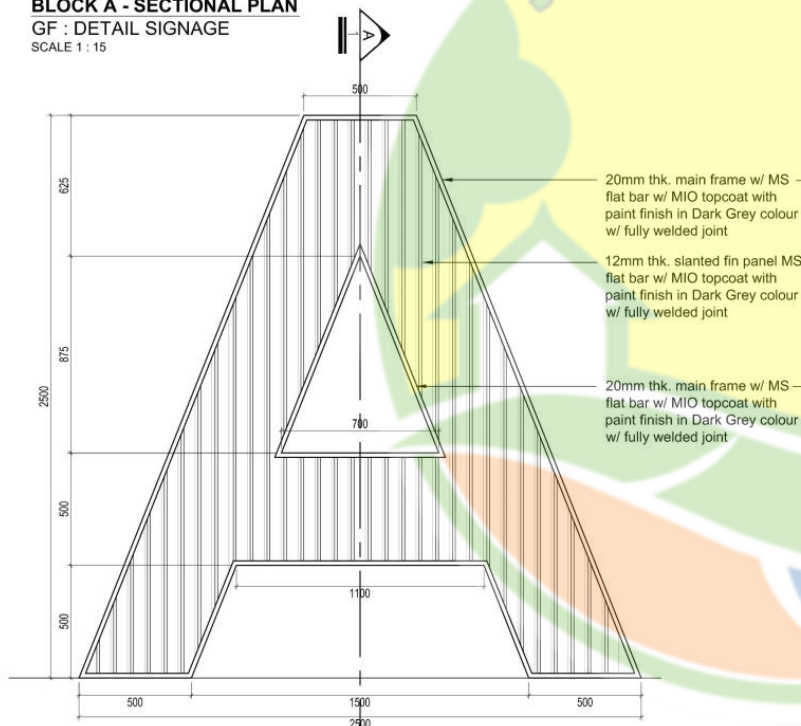 BLOCK A - SECTIONAL PLAN
GF : DETAIL SIGNAGE
SCALE 1 : 15
1
A
500
625
20mm thk. main frame w/ MS
flat bar w/ MIO topcoat with
paint finish in Dark Grey colour
w/ fully welded joint
12mm thk. slanted fin panel MS
flat bar w/ MIO topcoat with
paint finish in Dark Grey colour
w/ fully welded joint
875
2500
20mm thk. main frame w/ MS
flat bar w/ MIO topcoat with
paint finish in Dark Grey colour
w/ fully welded joint
700
500
1100
500
500
1500
500
2500